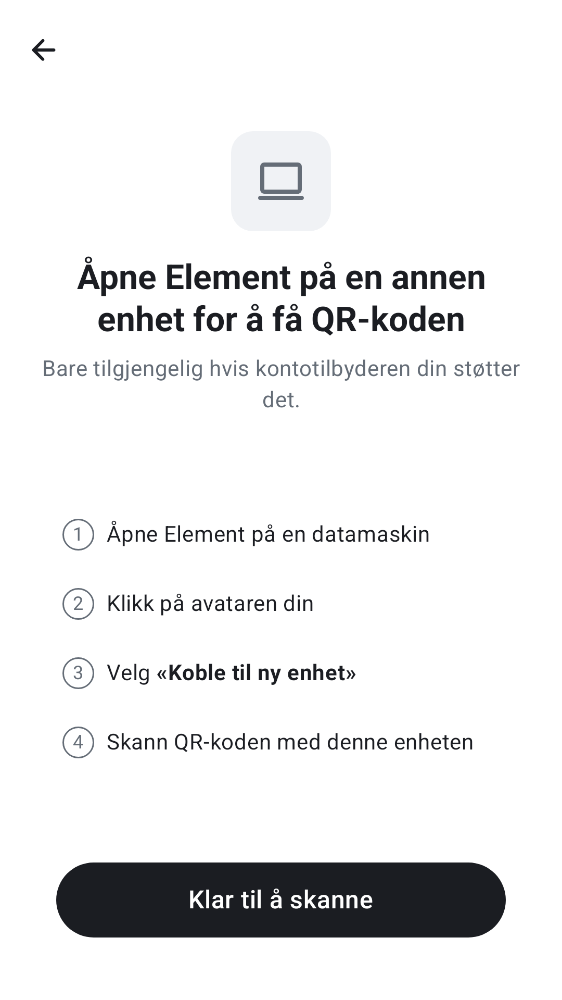 Åpne Element på en annen
enhet for å få QR-koden
Bare tilgjengelig hvis kontotilbyderen din støtter
det.
1 Åpne Element på en datamaskin
2 Klikk på avataren din
3 Velg «Koble til ny enhet»
4 Skann QR-koden med denne enheten
Klar til å skanne